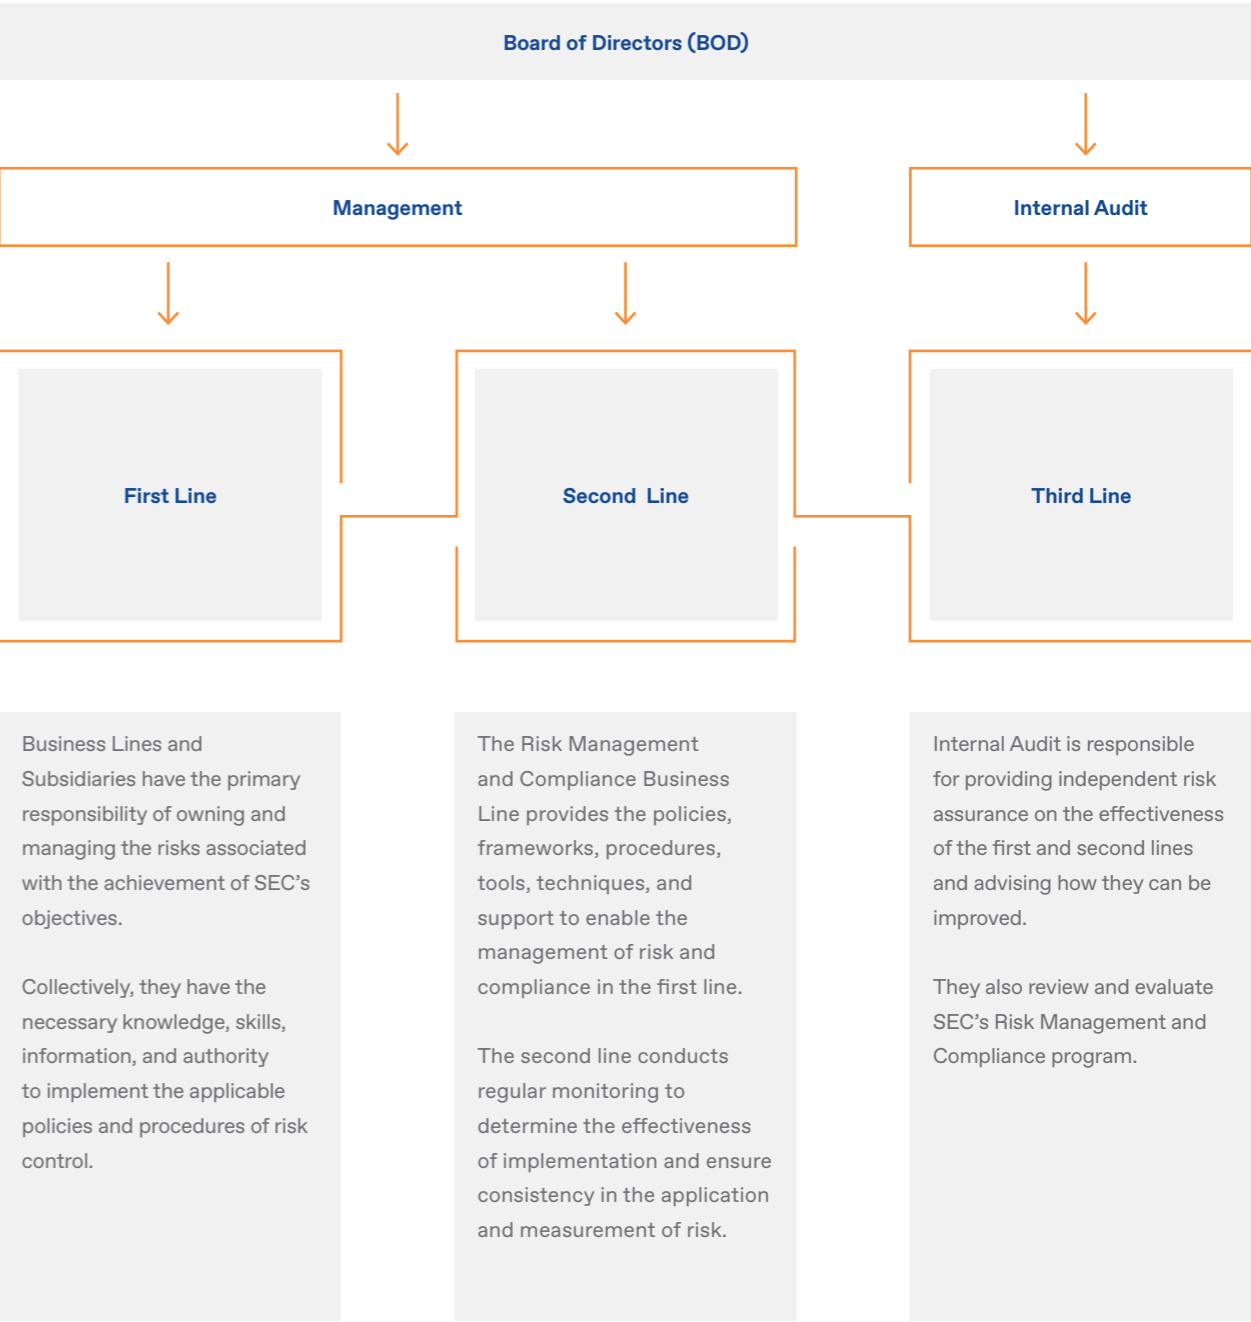 Board of Directors (BOD)
Management
Internal Audit
First Line
Second Line
Third Line
Business Lines and
Subsidiaries have the primary
responsibility of owning and
managing the risks associated
with the achievement of SEC’s
objectives.
Collectively, they have the
necessary knowledge, skills,
information, and authority
to implement the applicable
policies and procedures of risk
control.
The Risk Management
and Compliance Business
Line provides the policies,
frameworks, procedures,
tools, techniques, and
support to enable the
management of risk and
compliance in the first line.
The second line conducts
regular monitoring to
determine the effectiveness
of implementation and ensure
consistency in the application
and measurement of risk.
Internal Audit is responsible
for providing independent risk
assurance on the effectiveness
of the first and second lines
and advising how they can be
improved.
They also review and evaluate
SEC’s Risk Management and
Compliance program.